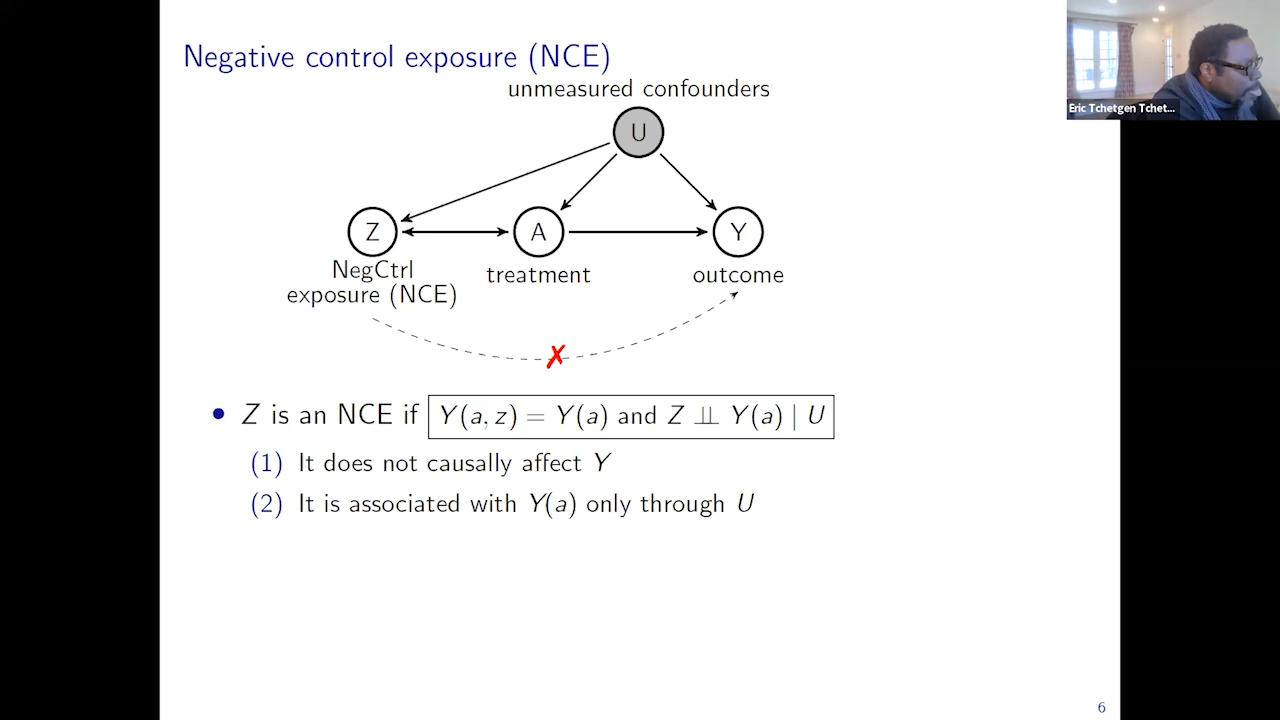 Negative control exposure (NCE)
unmeasured confounders
U
Z
A
Y
NegCtrl
exposure (NCE)
treatment
outcome
✗
• Z is an NCE if Y(a, z) = Y(a) and Z ⫫ Y(a) | U
(1) It does not causally affect Y
(2) It is associated with Y(a) only through U
6
Eric Tchetgen Tchet...